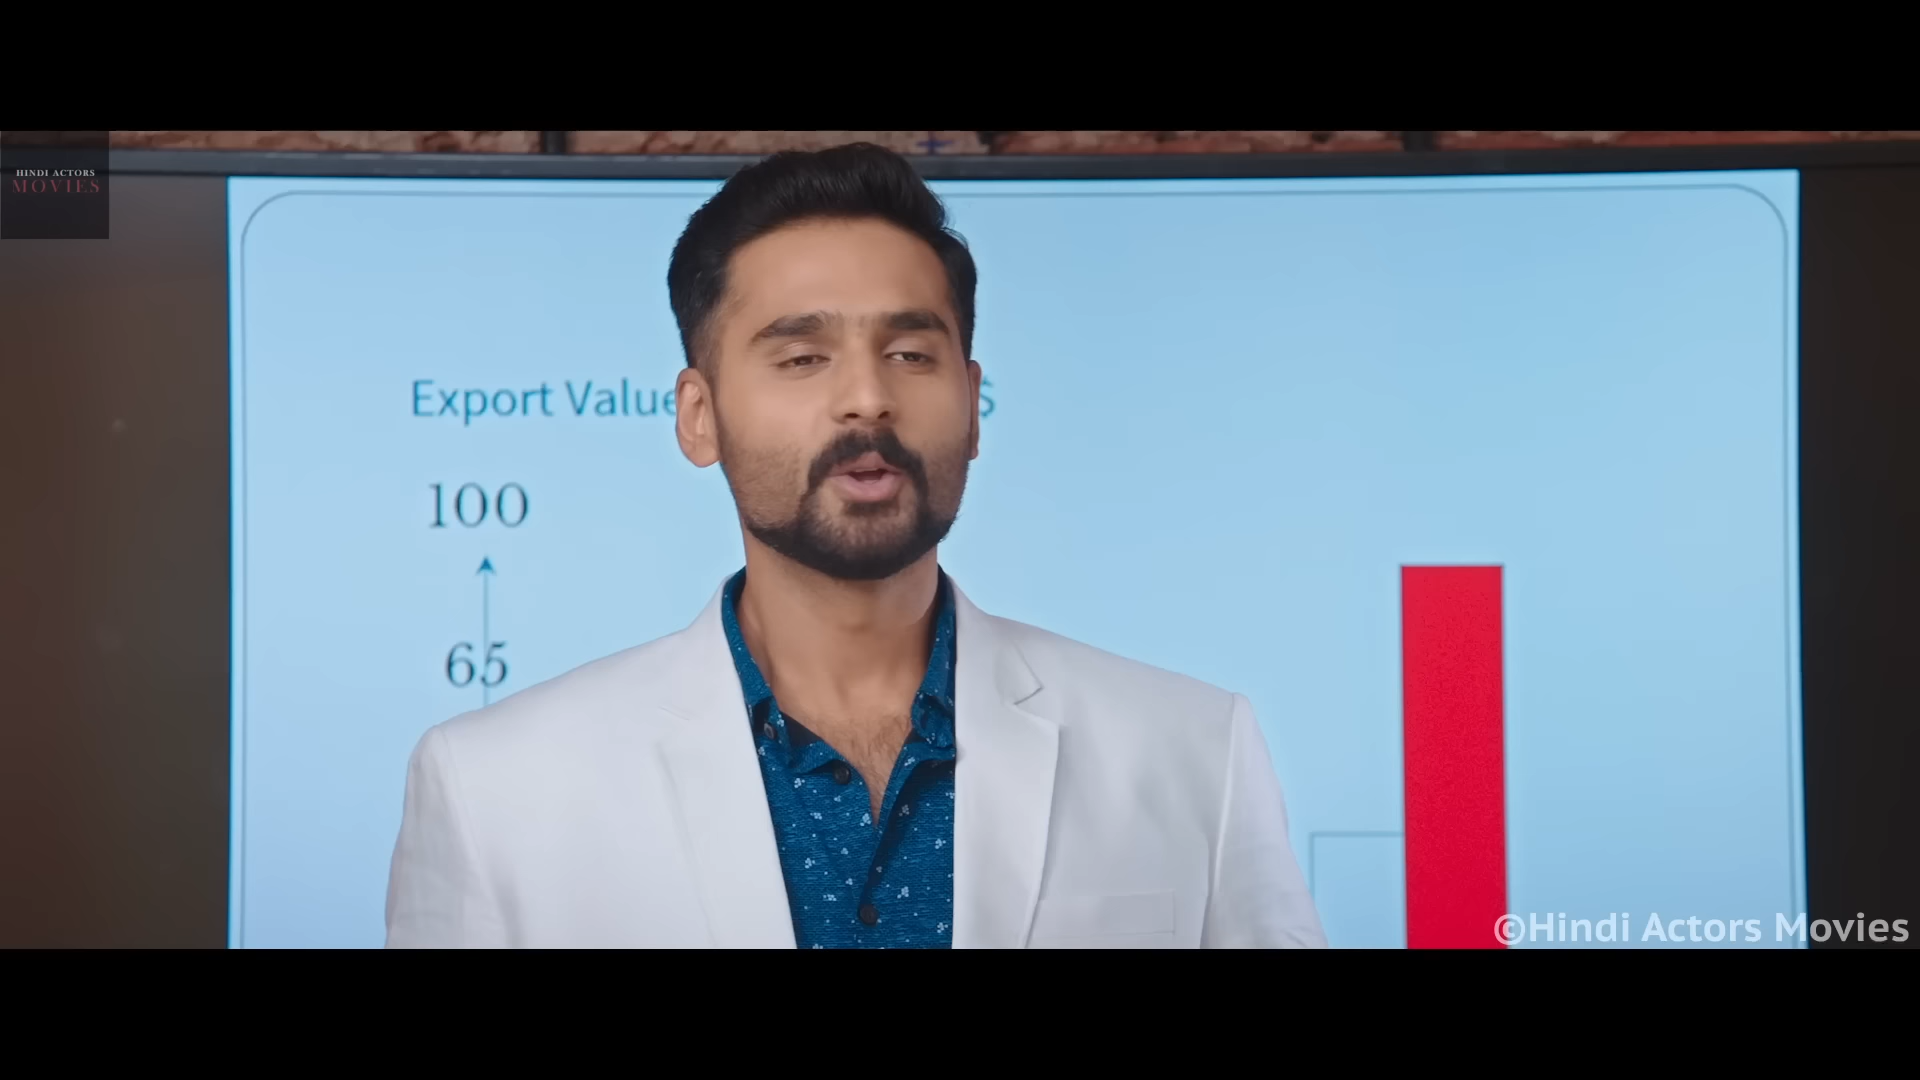 HINDI ACTORS
MOVIES
Export Value $
100
65
©Hindi Actors Movies